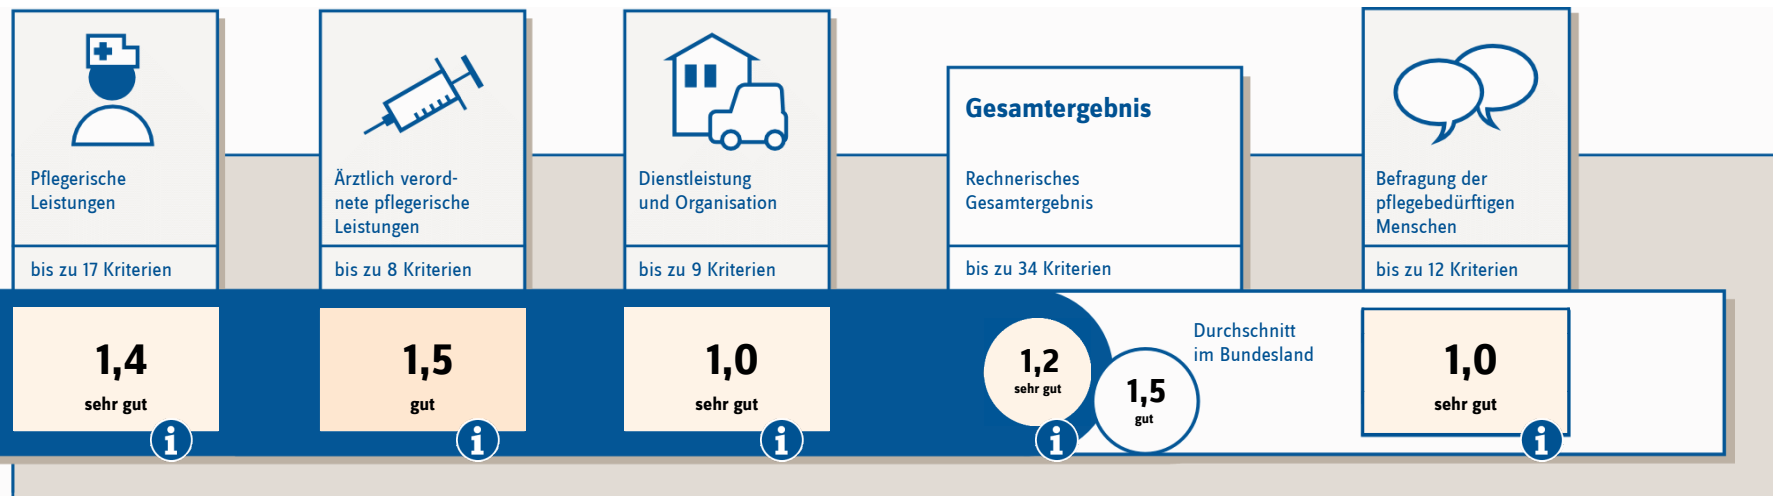 Pflegerische
Leistungen
bis zu 17 Kriterien
1,4
sehr gut
i
Ärztlich verord-
nete pflegerische
Leistungen
bis zu 8 Kriterien
1,5
gut
i
Dienstleistung
und Organisation
bis zu 9 Kriterien
1,0
sehr gut
i
Gesamtergebnis
Rechnerisches
Gesamtergebnis
bis zu 34 Kriterien
1,2
sehr gut
i
1,5
gut
Durchschnitt
im Bundesland
Befragung der
pflegebedürftigen
Menschen
bis zu 12 Kriterien
1,0
sehr gut
i